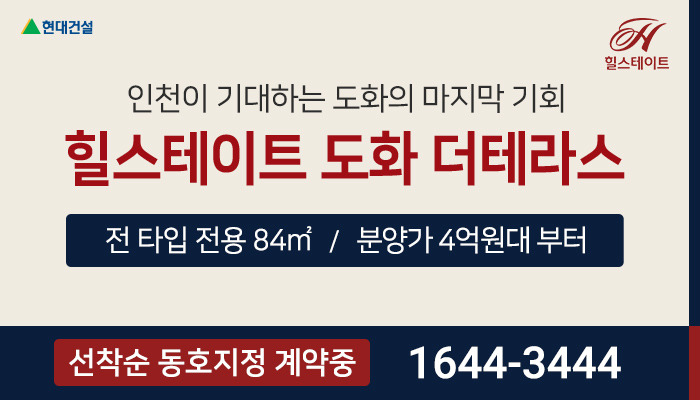 현대건설
힐스테이트
인천이 기대하는 도화의 마지막 기회
힐스테이트 도화 더테라스
전 타입 전용 84㎡ / 분양가 4억원대 부터
선착순 동호지정 계약중
1644-3444